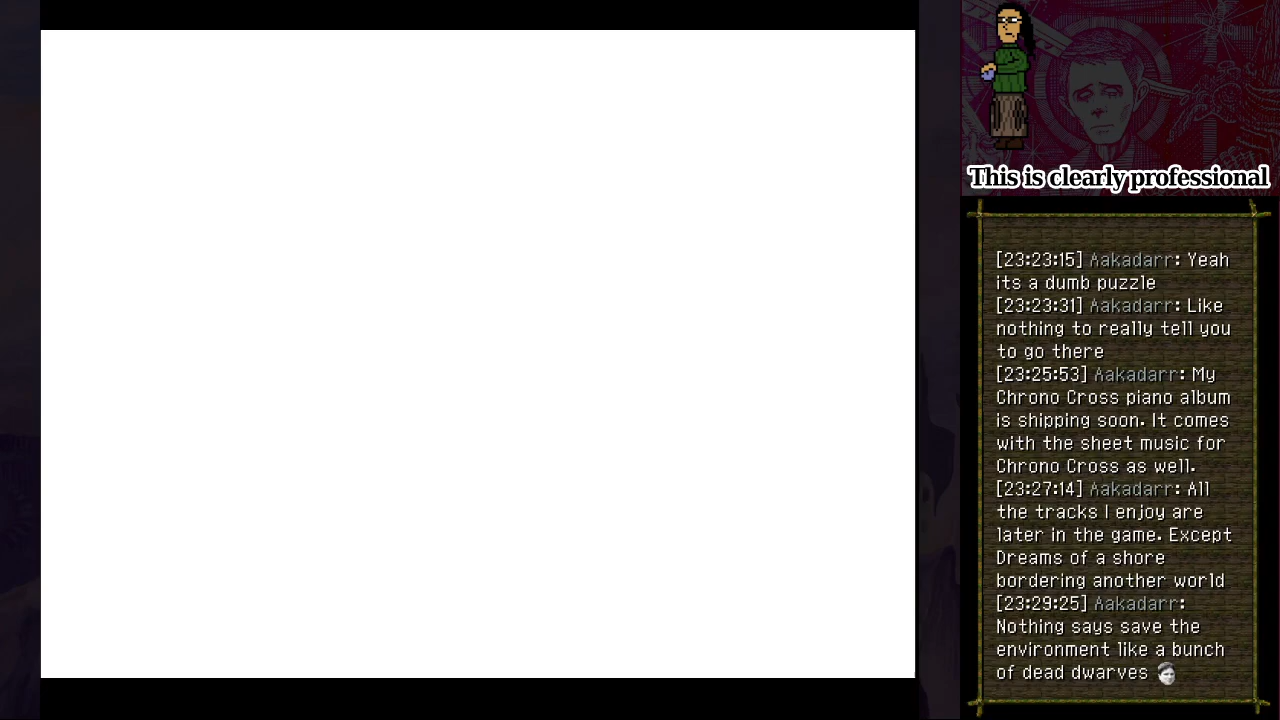 This is clearly professional
[23:23:15] Aakadarr: Yeah
its a dumb puzzle
[23:23:31] Aakadarr: Like
nothing to really tell you
to go there
[23:25:53] Aakadarr: My
Chrono Cross piano album
is shipping soon. It comes
with the sheet music for
Chrono Cross as well.
[23:27:14] Aakadarr: All
the tracks I enjoy are
later in the game. Except
Dreams of a shore
bordering another world
[23:29:25] Aakadarr:
Nothing says save the
environment like a bunch
of dead dwarves